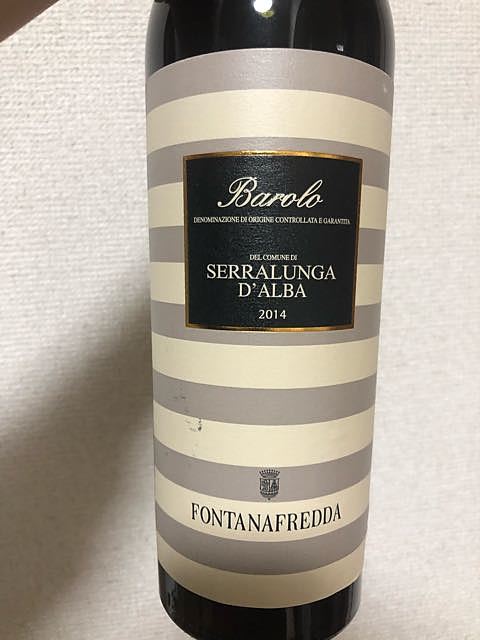 Barolo
DENOMINAZIONE DI ORIGINE CONTROLLATA E GARANTITA
DEL COMUNE DI
SERRALUNGA
D'ALBA
2014
FONTANAFREDDA